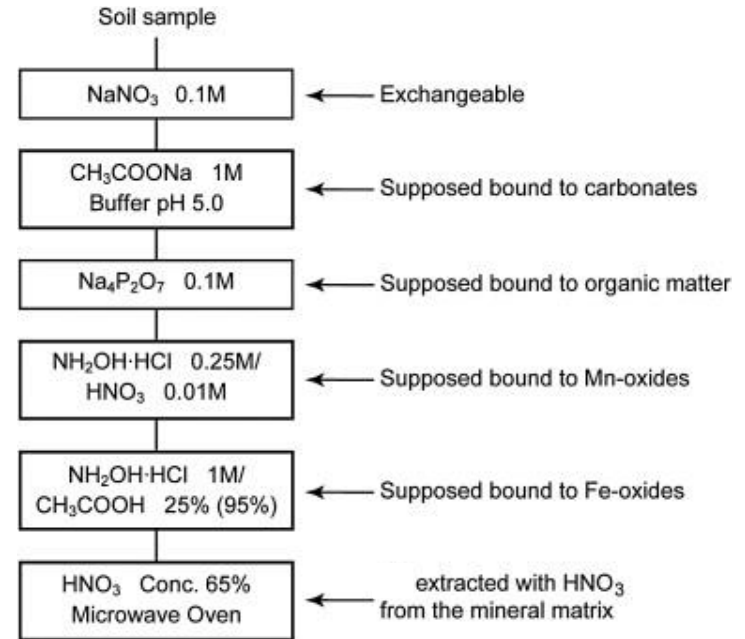 Soil sample
NaNO₃ 0.1M
Exchangeable
CH₃COONa 1M
Buffer pH 5.0
Supposed bound to carbonates
Na₄P₂O₇ 0.1M
Supposed bound to organic matter
NH₂OH·HCl 0.25M/
HNO₃ 0.01M
Supposed bound to Mn-oxides
NH₂OH·HCl 1M/
CH₃COOH 25% (95%)
Supposed bound to Fe-oxides
HNO₃ Conc. 65%
Microwave Oven
extracted with HNO₃
from the mineral matrix